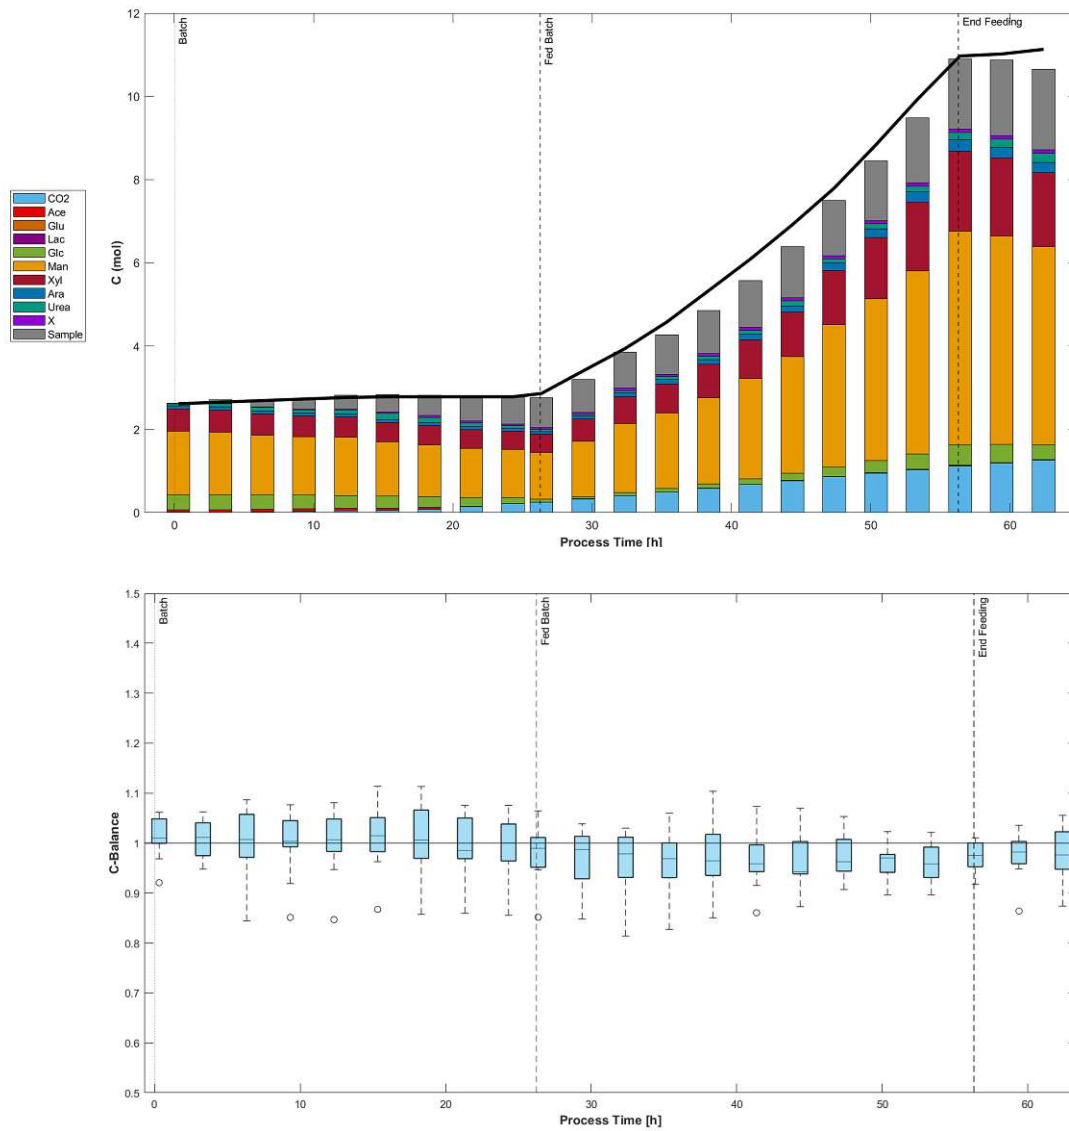 12
10
8
6
4
2
0
C (mol)
Batch
Fed Batch
End Feeding
CO2
Ace
Glu
Lac
Glc
Man
Xyl
Ara
Urea
X
Sample
0 10 20 30 40 50 60
Process Time [h]
1.5
1.4
1.3
1.2
1.1
1
0.9
0.8
0.7
0.6
0.5
C-Balance
Batch
Fed Batch
End Feeding
0 10 20 30 40 50 60
Process Time [h]